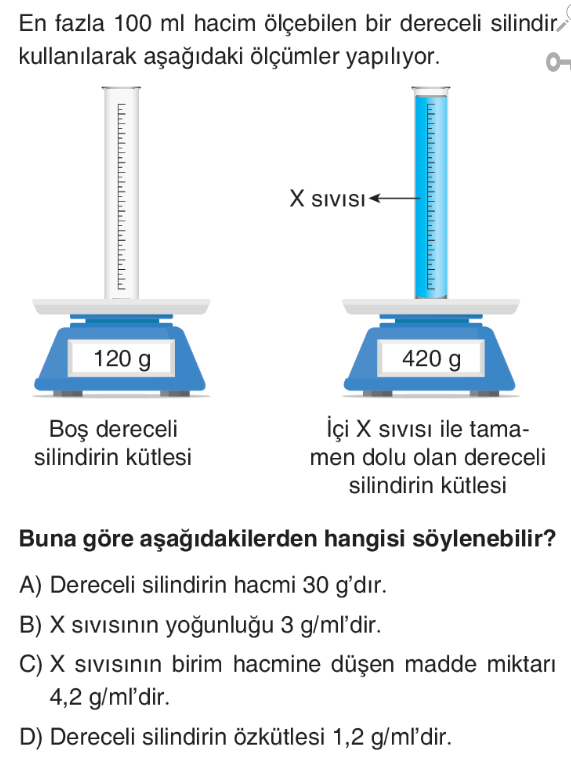 En fazla 100 ml hacim ölçebilen bir dereceli silindir
kullanılarak aşağıdaki ölçümler yapılıyor.
X sıvısı
120 g
420 g
Boş dereceli
silindirin kütlesi
İçi X sıvısı ile tama-
men dolu olan dereceli
silindirin kütlesi
Buna göre aşağıdakilerden hangisi söylenebilir?
A) Dereceli silindirin hacmi 30 g’dır.
B) X sıvısının yoğunluğu 3 g/ml’dir.
C) X sıvısının birim hacmine düşen madde miktarı
4,2 g/ml’dir.
D) Dereceli silindirin özkütlesi 1,2 g/ml’dir.